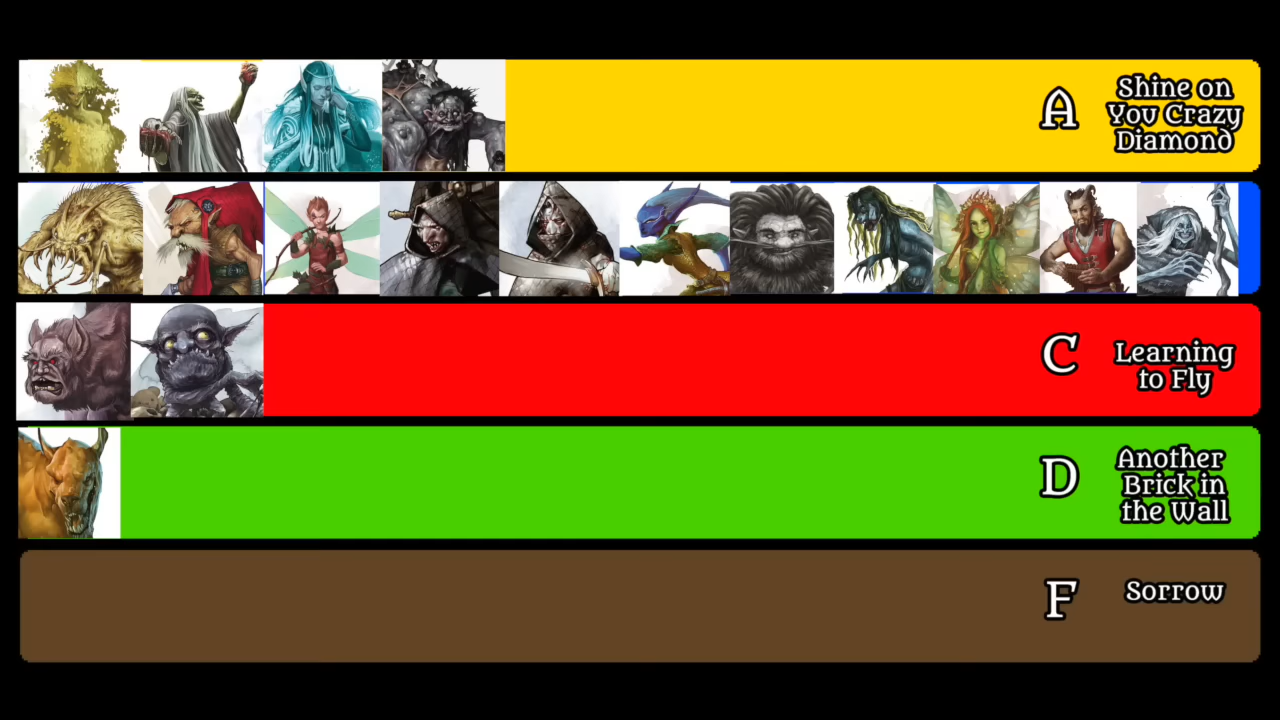 A
Shine on
You Crazy
Diamond
C
Learning
to Fly
D
Another
Brick in
the Wall
F
Sorrow